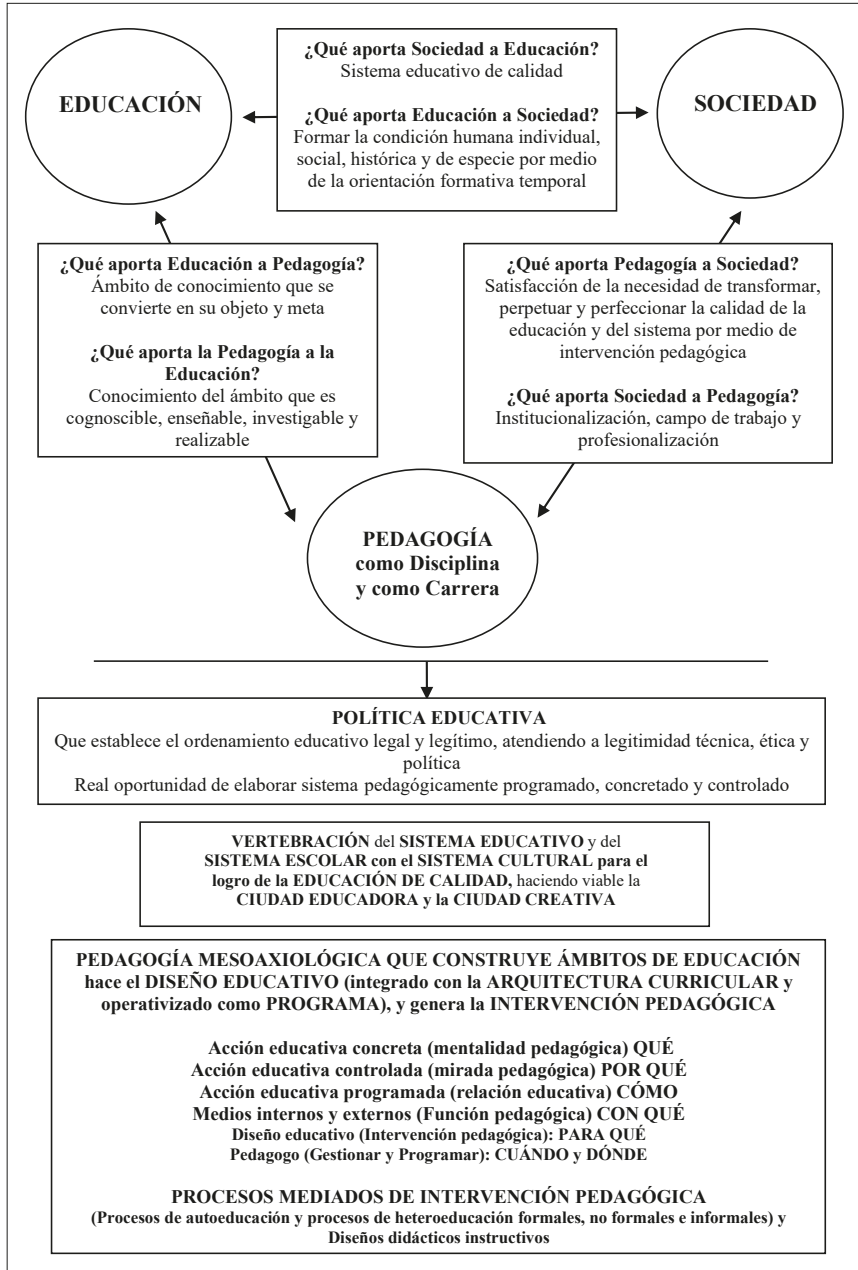 EDUCACIÓN
¿Qué aporta Sociedad a Educación?
Sistema educativo de calidad
¿Qué aporta Educación a Sociedad?
Formar la condición humana individual,
social, histórica y de especie por medio
de la orientación formativa temporal
SOCIEDAD
¿Qué aporta Educación a Pedagogía?
Ámbito de conocimiento que se
convierte en su objeto y meta
¿Qué aporta la Pedagogía a la
Educación?
Conocimiento del ámbito que es
cognoscible, enseñable, investigable y
realizable
¿Qué aporta Pedagogía a Sociedad?
Satisfacción de la necesidad de transformar,
perpetuar y perfeccionar la calidad de la
educación y del sistema por medio de
intervención pedagógica
¿Qué aporta Sociedad a Pedagogía?
Institucionalización, campo de trabajo y
profesionalización
PEDAGOGÍA
como Disciplina
y como Carrera
POLÍTICA EDUCATIVA
Que establece el ordenamiento educativo legal y legítimo, atendiendo a legitimidad técnica, ética y
política
Real oportunidad de elaborar sistema pedagógicamente programado, concretado y controlado
VERTEBRACIÓN del SISTEMA EDUCATIVO y del
SISTEMA ESCOLAR con el SISTEMA CULTURAL para el
logro de la EDUCACIÓN DE CALIDAD, haciendo viable la
CIUDAD EDUCADORA y la CIUDAD CREATIVA
PEDAGOGÍA MESOAXIOLÓGICA QUE CONSTRUYE ÁMBITOS DE EDUCACIÓN
hace el DISEÑO EDUCATIVO (integrado con la ARQUITECTURA CURRICULAR y
operativizado como PROGRAMA), y genera la INTERVENCIÓN PEDAGÓGICA
Acción educativa concreta (mentalidad pedagógica) QUÉ
Acción educativa controlada (mirada pedagógica) POR QUÉ
Acción educativa programada (relación educativa) CÓMO
Medios internos y externos (Función pedagógica) CON QUÉ
Diseño educativo (Intervención pedagógica): PARA QUÉ
Pedagogo (Gestionar y Programar): CUÁNDO y DÓNDE
PROCESOS MEDIADOS DE INTERVENCIÓN PEDAGÓGICA
(Procesos de autoeducación y procesos de heteroeducación formales, no formales e informales) y
Diseños didácticos instructivos